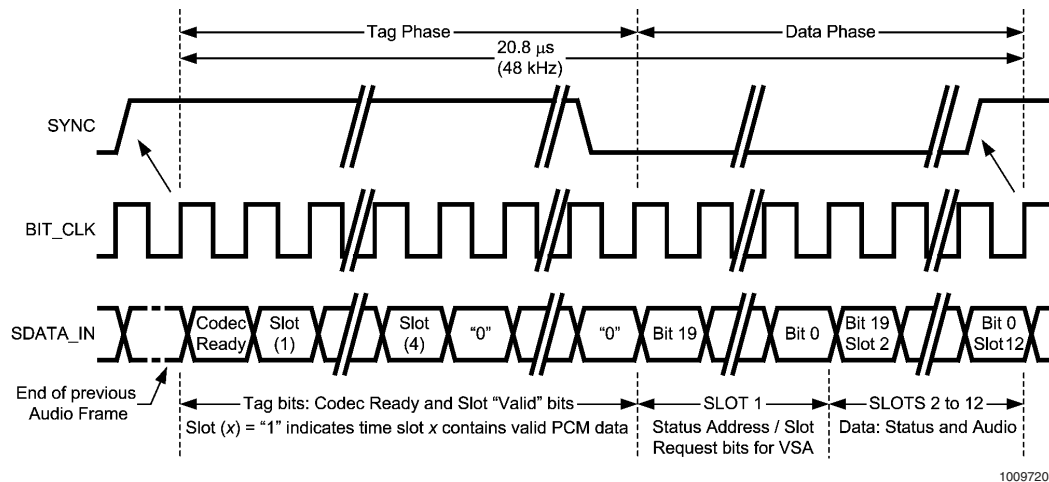 Tag Phase
Data Phase
20.8 µs
(48 kHz)
SYNC
BIT_CLK
SDATA_IN
Codec
Ready
Slot
(1)
Slot
(4)
“0”
“0”
Bit 19
Bit 0
Bit 19
Slot 2
Bit 0
Slot12
End of previous
Audio Frame
Tag bits: Codec Ready and Slot “Valid” bits
Slot (x) = “1” indicates time slot x contains valid PCM data
SLOT 1
Status Address / Slot
Request bits for VSA
SLOTS 2 to 12
Data: Status and Audio
1009720